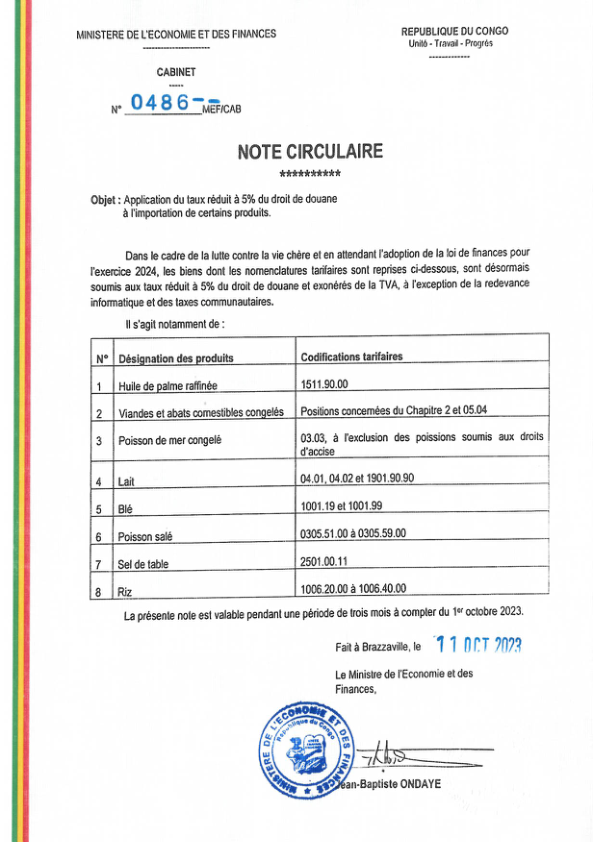 MINISTERE DE L'ECONOMIE ET DES FINANCES
----------------------
CABINET
-----
N° 0486-- MEF/CAB
REPUBLIQUE DU CONGO
Unité - Travail - Progrès
-------------
NOTE CIRCULAIRE
**********
Objet : Application du taux réduit à 5% du droit de douane
à l'importation de certains produits.
Dans le cadre de la lutte contre la vie chère et en attendant l'adoption de la loi de finances pour
l'exercice 2024, les biens dont les nomenclatures tarifaires sont reprises ci-dessous, sont désormais
soumis aux taux réduit à 5% du droit de douane et exonérés de la TVA, à l'exception de la redevance
informatique et des taxes communautaires.
Il s'agit notamment de :
N° Désignation des produits Codifications tarifaires
1 Huile de palme raffinée 1511.90.00
2 Viandes et abats comestibles congelés Positions concernées du Chapitre 2 et 05.04
3 Poisson de mer congelé 03.03, à l'exclusion des poissions soumis aux droits
d'accise
4 Lait 04.01, 04.02 et 1901.90.90
5 Blé 1001.19 et 1001.99
6 Poisson salé 0305.51.00 à 0305.59.00
7 Sel de table 2501.00.11
8 Riz 1006.20.00 à 1006.40.00
La présente note est valable pendant une période de trois mois à compter du 1er octobre 2023.
Fait à Brazzaville, le 11 OCT 2023
Le Ministre de l'Economie et des
Finances,
MINISTERE DE L'ECONOMIE ET DES FINANCES
République du Congo
Jean-Baptiste ONDAYE